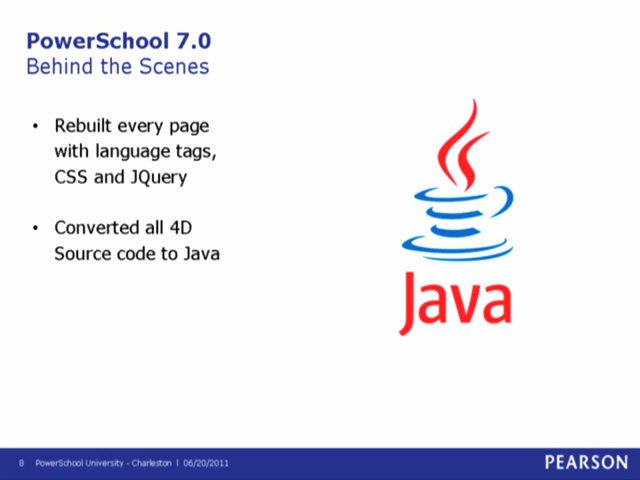 PowerSchool 7.0
Behind the Scenes
• Rebuilt every page
with language tags,
CSS and JQuery
• Converted all 4D
Source code to Java
Java
8 PowerSchool University - Charleston | 06/20/2011
PEARSON